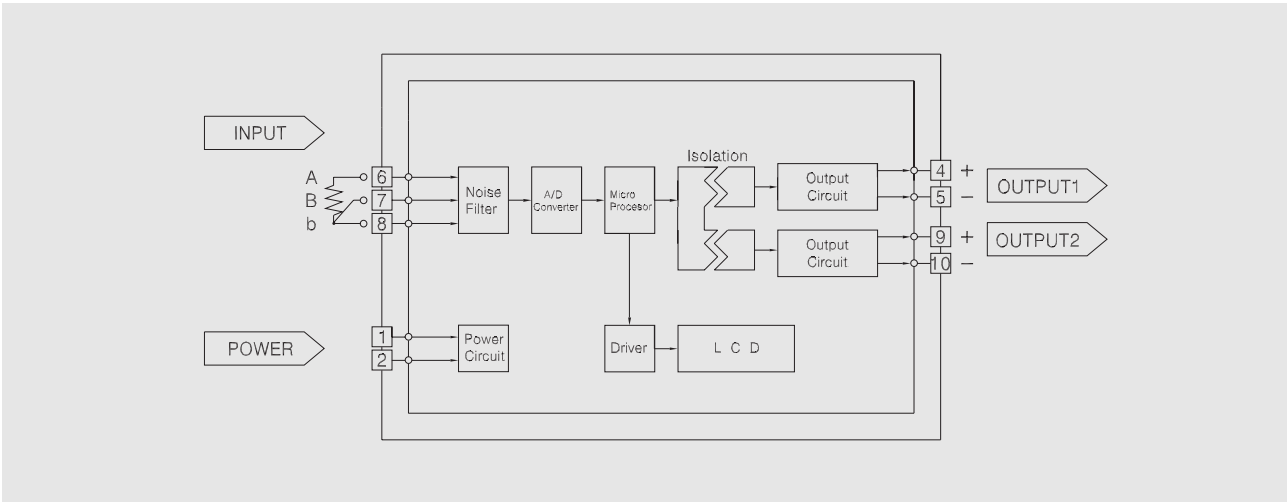 INPUT
A
B
b
6
7
8
Noise
Filter
A/D
Converter
Micro
Procesor
Isolation
Output
Circuit
4 +
5 −
OUTPUT1
Output
Circuit
9 +
10 −
OUTPUT2
POWER
1
2
Power
Circuit
Driver
L C D